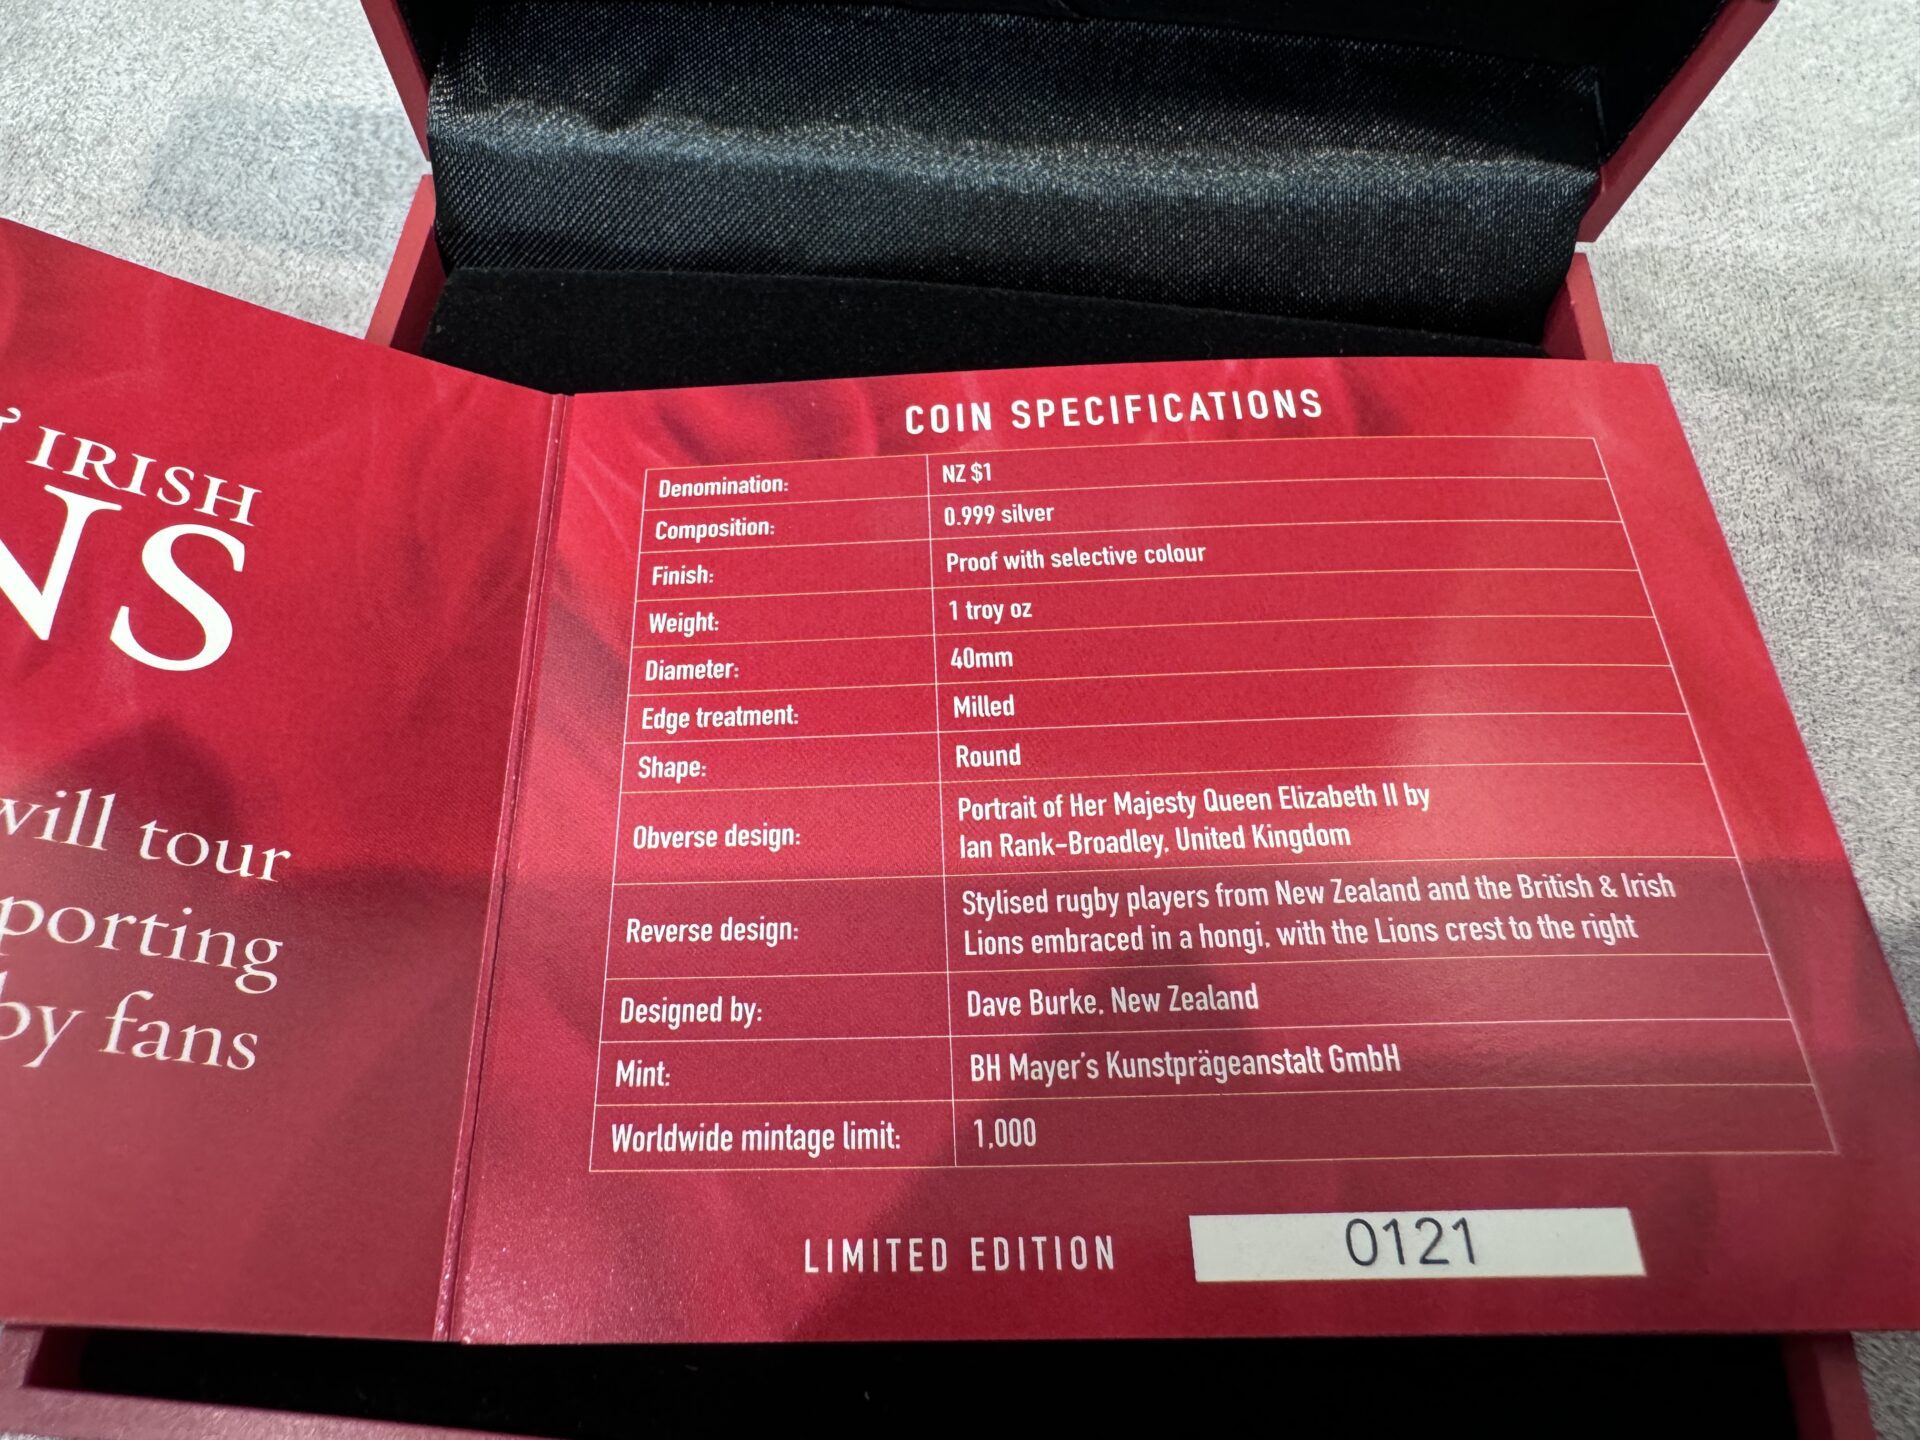 & IRISH
NS
will tour
porting
by fans
COIN SPECIFICATIONS
Denomination: NZ $1
Composition: 0.999 silver
Finish: Proof with selective colour
Weight: 1 troy oz
Diameter: 40mm
Edge treatment: Milled
Shape: Round
Obverse design: Portrait of Her Majesty Queen Elizabeth II by
Ian Rank-Broadley, United Kingdom
Reverse design: Stylised rugby players from New Zealand and the British & Irish
Lions embraced in a hongi, with the Lions crest to the right
Designed by: Dave Burke, New Zealand
Mint: BH Mayer's Kunstprägeanstalt GmbH
Worldwide mintage limit: 1,000
LIMITED EDITION 0121